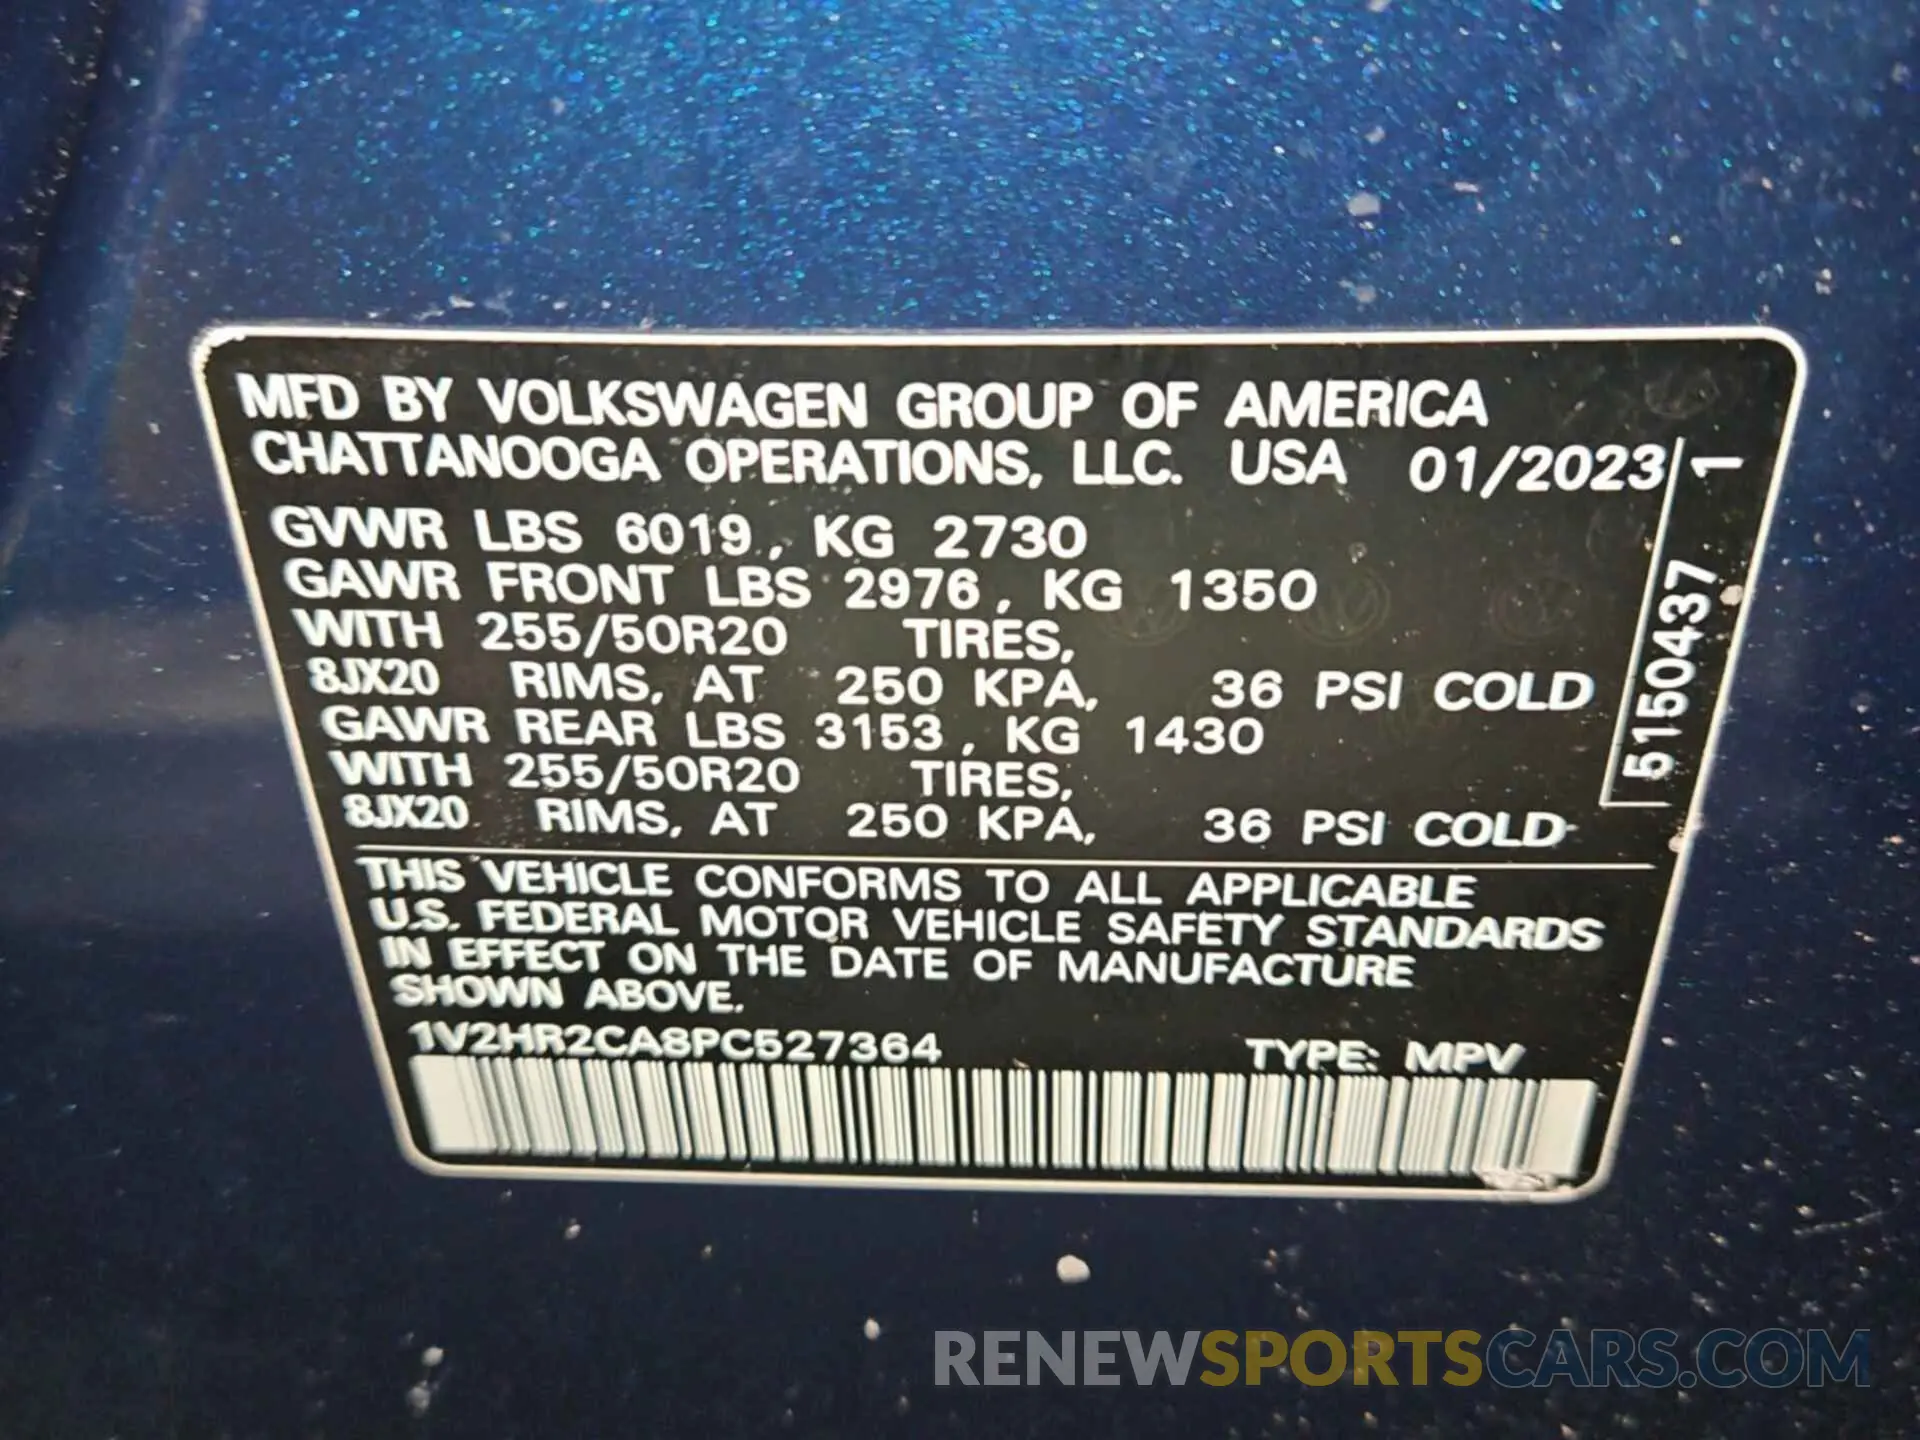 MFD BY VOLKSWAGEN GROUP OF AMERICA
CHATTANOOGA OPERATIONS, LLC. USA 01/2023
GVWR LBS 6019, KG 2730
GAWR FRONT LBS 2976, KG 1350
WITH 255/50R20 TIRES,
8JX20 RIMS, AT 250 KPA, 36 PSI COLD
GAWR REAR LBS 3153, KG 1430
WITH 255/50R20 TIRES,
8JX20 RIMS, AT 250 KPA, 36 PSI COLD
5150437 1
THIS VEHICLE CONFORMS TO ALL APPLICABLE
U.S. FEDERAL MOTOR VEHICLE SAFETY STANDARDS
IN EFFECT ON THE DATE OF MANUFACTURE
SHOWN ABOVE.
1V2HR2CA8PC527364 TYPE: MPV
RENEWSPORTSCARS.COM